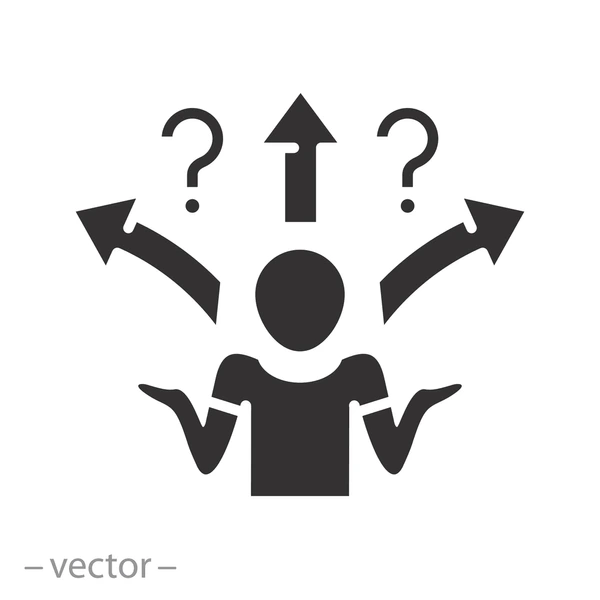 ? ?
– vector –